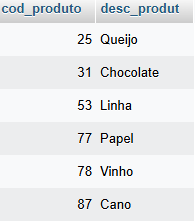 cod_produto desc_produt
25 Queijo
31 Chocolate
53 Linha
77 Papel
78 Vinho
87 Cano